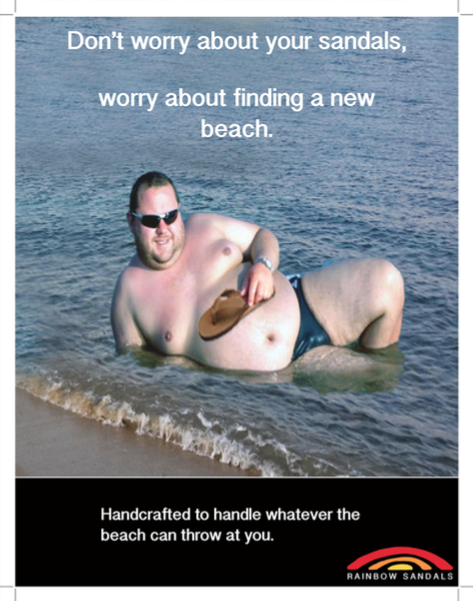 Don't worry about your sandals,
worry about finding a new
beach.
Handcrafted to handle whatever the
beach can throw at you.
RAINBOW SANDALS